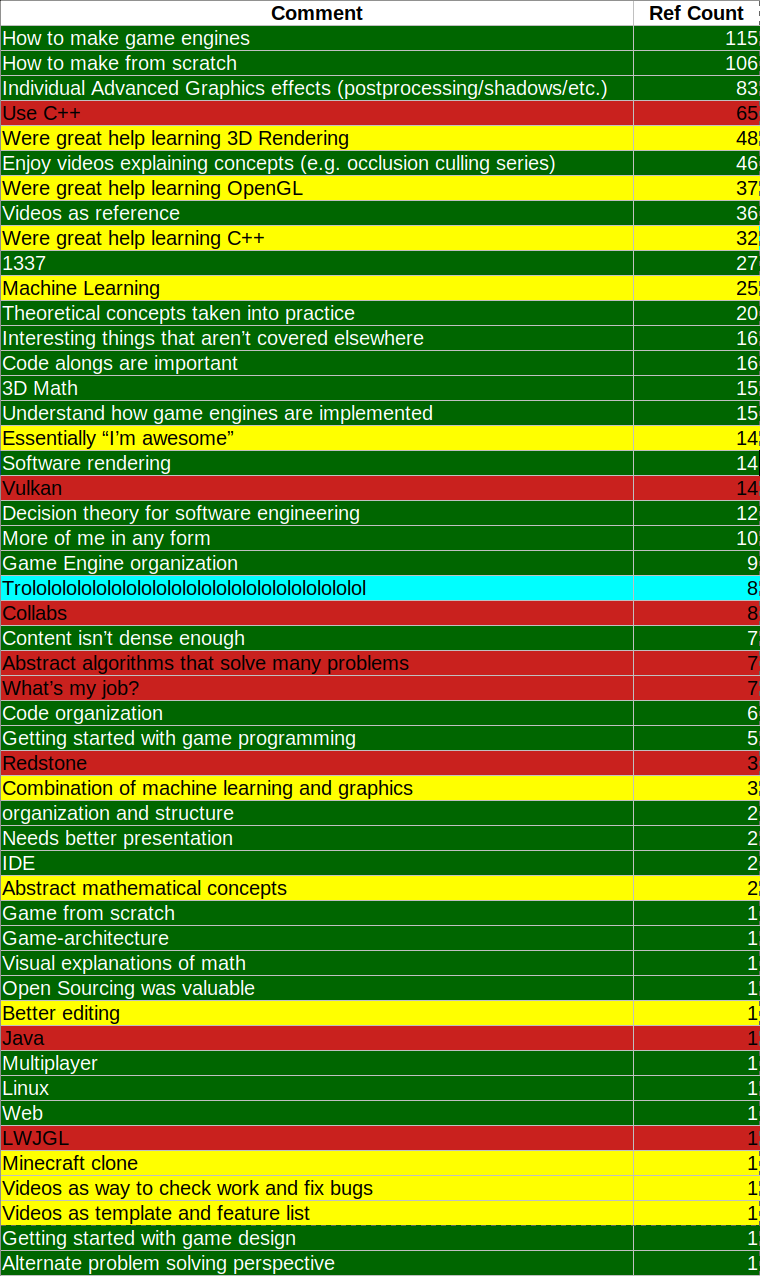 Comment Ref Count
How to make game engines 115
How to make from scratch 106
Individual Advanced Graphics effects (postprocessing/shadows/etc.) 83
Use C++ 65
Were great help learning 3D Rendering 48
Enjoy videos explaining concepts (e.g. occlusion culling series) 46
Were great help learning OpenGL 37
Videos as reference 36
Were great help learning C++ 32
1337 27
Machine Learning 25
Theoretical concepts taken into practice 20
Interesting things that aren’t covered elsewhere 16
Code alongs are important 16
3D Math 15
Understand how game engines are implemented 15
Essentially “I’m awesome” 14
Software rendering 14
Vulkan 14
Decision theory for software engineering 12
More of me in any form 10
Game Engine organization 9
Trolololololololololololololololololololololol 8
Collabs 8
Content isn’t dense enough 7
Abstract algorithms that solve many problems 7
What’s my job? 7
Code organization 6
Getting started with game programming 5
Redstone 3
Combination of machine learning and graphics 3
organization and structure 2
Needs better presentation 2
IDE 2
Abstract mathematical concepts 2
Game from scratch 1
Game-architecture 1
Visual explanations of math 1
Open Sourcing was valuable 1
Better editing 1
Java 1
Multiplayer 1
Linux 1
Web 1
LWJGL 1
Minecraft clone 1
Videos as way to check work and fix bugs 1
Videos as template and feature list 1
Getting started with game design 1
Alternate problem solving perspective 1